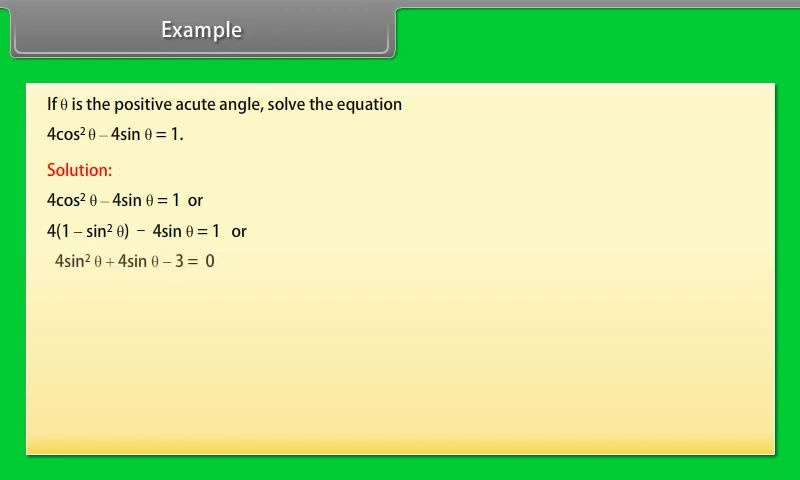 Example
If θ is the positive acute angle, solve the equation
4cos² θ – 4sin θ = 1.
Solution:
4cos² θ – 4sin θ = 1 or
4(1 – sin² θ) – 4sin θ = 1 or
4sin² θ + 4sin θ – 3 = 0